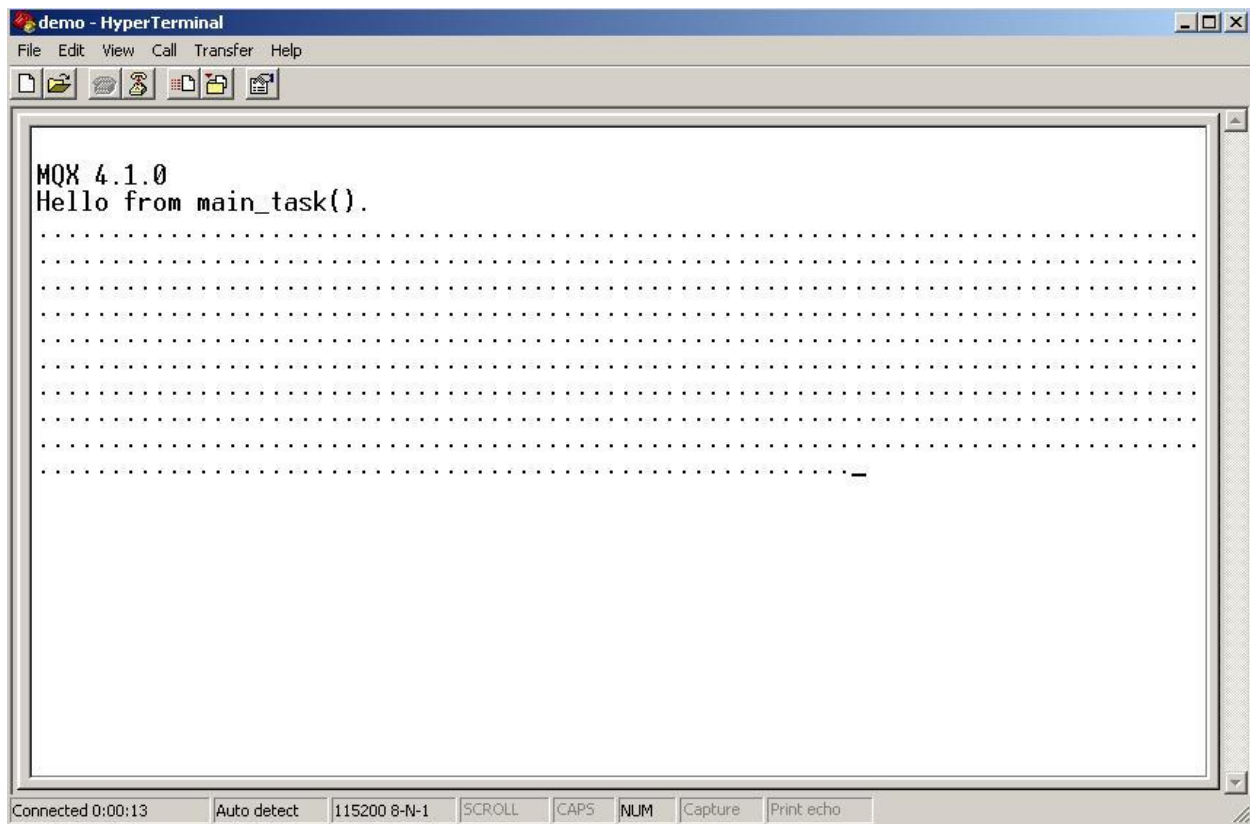 demo - HyperTerminal
File Edit View Call Transfer Help
MQX 4.1.0
Hello from main_task().
................................................................................
................................................................................
................................................................................
................................................................................
................................................................................
................................................................................
................................................................................
................................................................................
................................................................................
........................................................_
Connected 0:00:13 Auto detect 115200 8-N-1 SCROLL CAPS NUM Capture Print echo